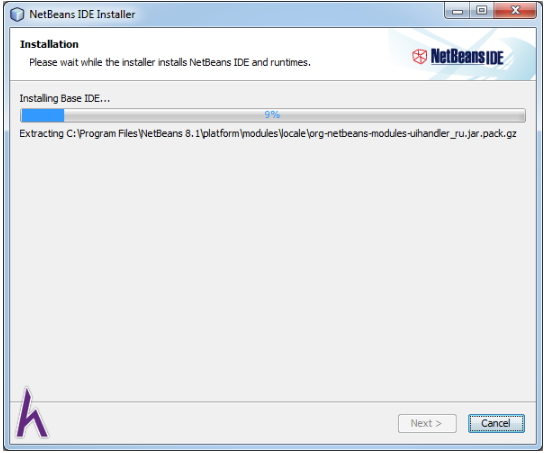 NetBeans IDE Installer
Installation
Please wait while the installer installs NetBeans IDE and runtimes.
NetBeans IDE
Installing Base IDE...
9%
Extracting C:\Program Files\NetBeans 8.1\platform\modules\locale\org-netbeans-modules-uihandler_ru.jar.pack.gz
Next >
Cancel